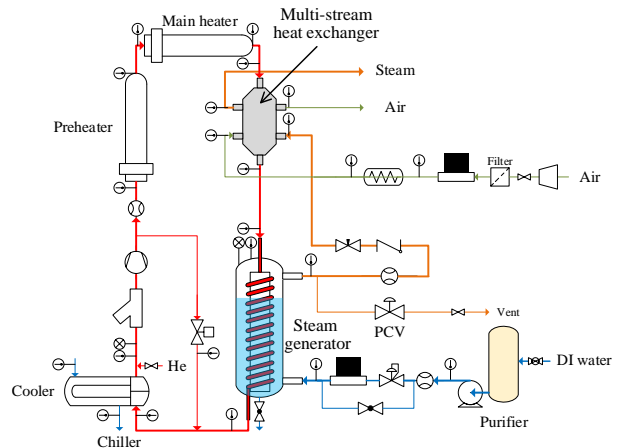 Main heater
Multi-stream
heat exchanger
Steam
Air
Preheater
Filter
Air
Steam
generator
PCV
Vent
He
DI water
Cooler
Chiller
Purifier